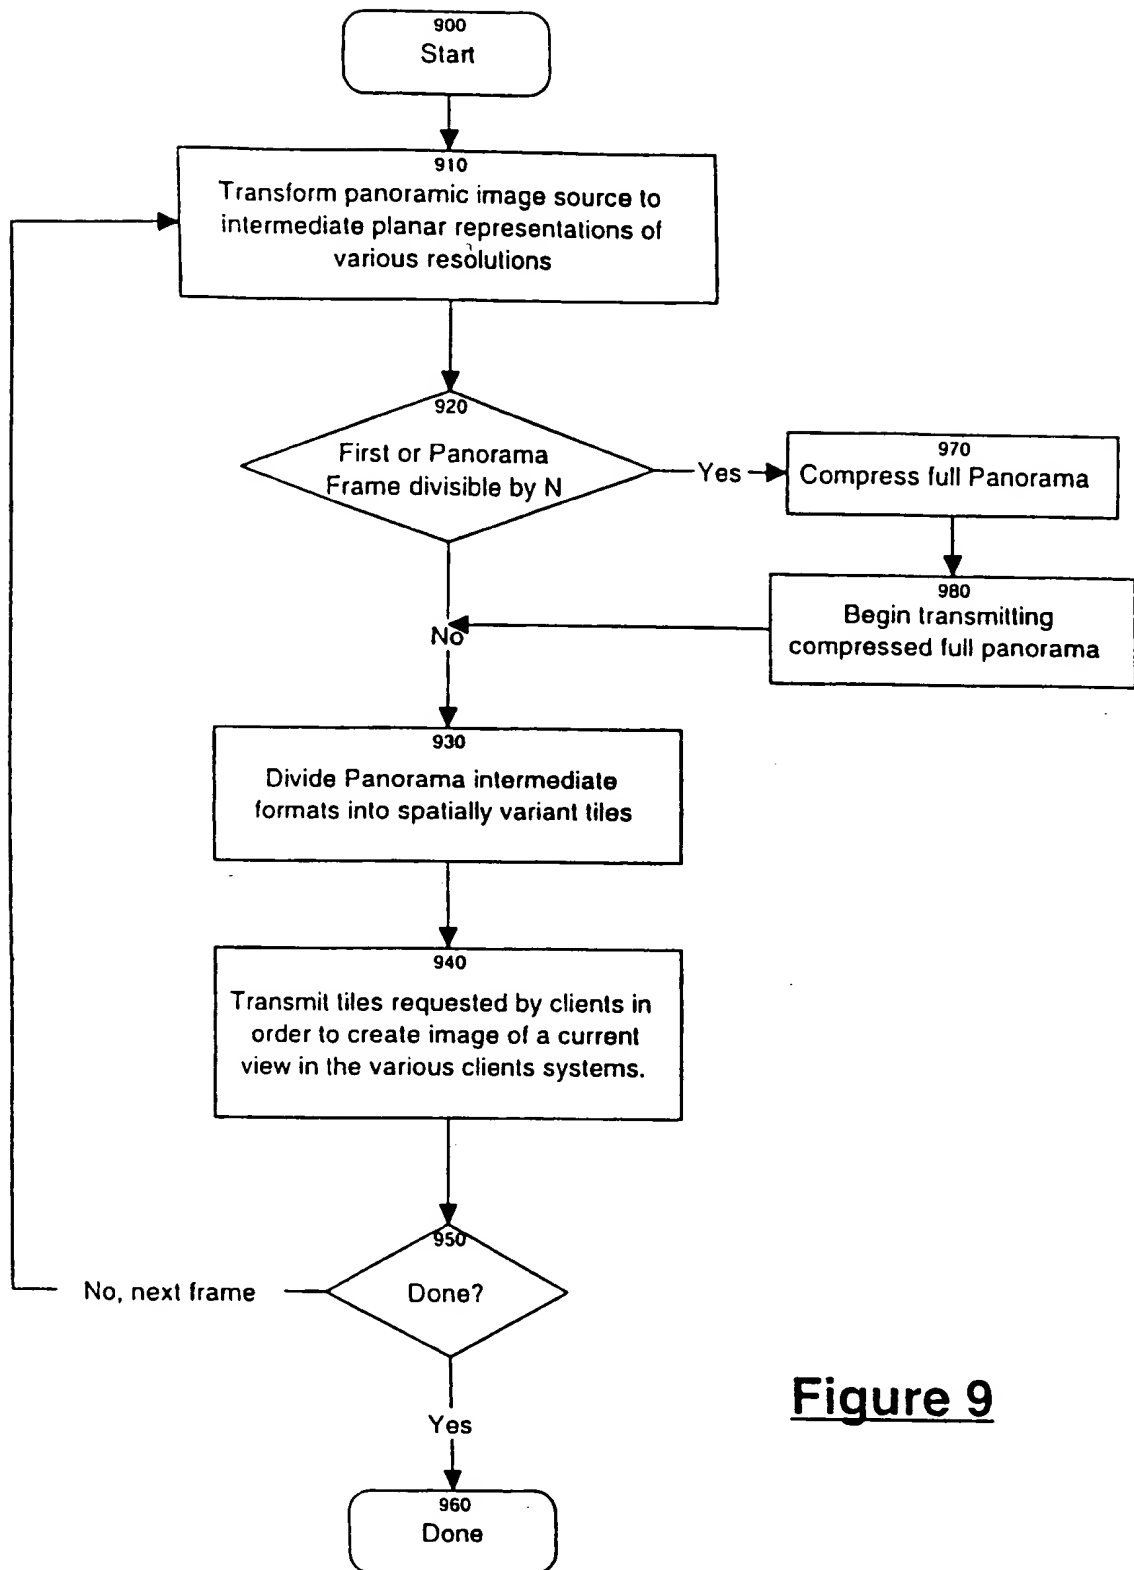 900
Start
910
Transform panoramic image source to
intermediate planar representations of
various resolutions
920
First or Panorama
Frame divisible by N
Yes
970
Compress full Panorama
980
Begin transmitting
compressed full panorama
No
930
Divide Panorama intermediate
formats into spatially variant tiles
940
Transmit tiles requested by clients in
order to create image of a current
view in the various clients systems.
950
Done?
No, next frame
Yes
960
Done
Figure 9